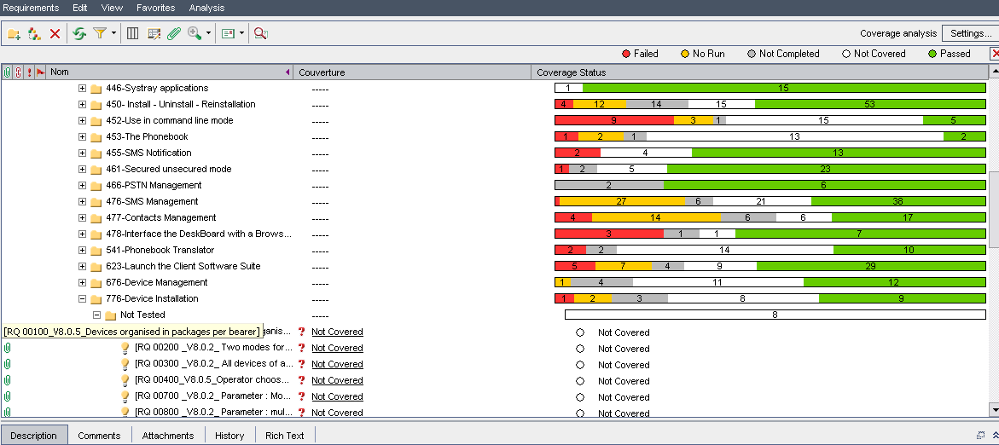 Requirements Edit View Favorites Analysis
Coverage analysis Settings...
Failed No Run Not Completed Not Covered Passed
Nom Couverture Coverage Status
446-Systray applications ----- 1 15
450- Install - Uninstall - Reinstallation ----- 4 12 14 15 53
452-Use in command line mode ----- 9 3 1 15 5
453-The Phonebook ----- 1 2 1 13 2
455-SMS Notification ----- 2 4 13
461-Secured unsecured mode ----- 1 2 5 23
466-PSTN Management ----- 2 6
476-SMS Management ----- 27 6 21 38
477-Contacts Management ----- 4 14 6 6 17
478-Interface the DeskBoard with a Brows... ----- 3 1 1 7
541-Phonebook Translator ----- 2 2 14 10
623-Launch the Client Software Suite ----- 5 7 4 9 29
676-Device Management ----- 1 4 11 12
776-Device Installation ----- 1 2 3 8 9
Not Tested ----- 8
[RQ 00100_V8.0.5_Devices organised in packages per bearer] ganis... ? Not Covered Not Covered
[RQ 00200 _V8.0.2_ Two modes for... ? Not Covered Not Covered
[RQ 00300 _V8.0.2_ All devices of a... ? Not Covered Not Covered
[RQ 00400_V8.0.5_Operator choos... ? Not Covered Not Covered
[RQ 00700 _V8.0.2_ Parameter : Mo... ? Not Covered Not Covered
[RQ 00800 _V8.0.2_ Parameter : mul... ? Not Covered Not Covered
Description Comments Attachments History Rich Text